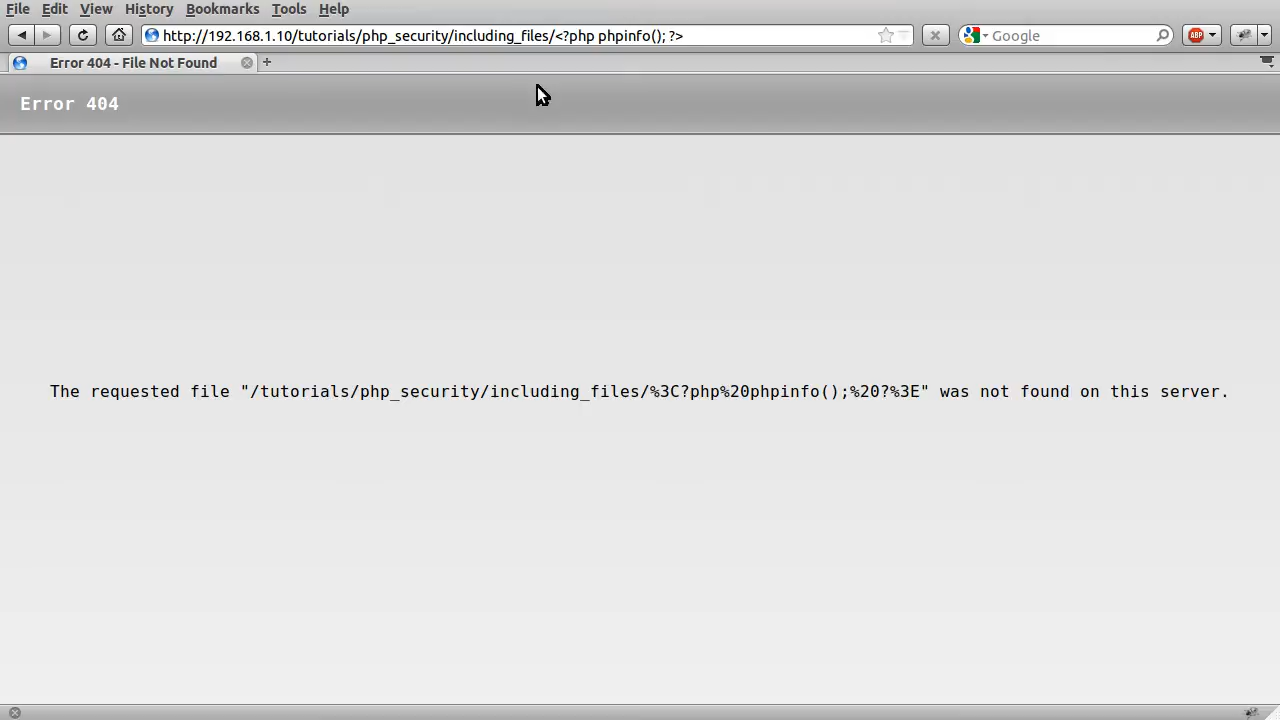 File Edit View History Bookmarks Tools Help
http://192.168.1.10/tutorials/php_security/including_files/<?php phpinfo(); ?>
Google
ABP
Error 404 - File Not Found
Error 404
The requested file "/tutorials/php_security/including_files/%3C?php%20phpinfo();%20?%3E" was not found on this server.